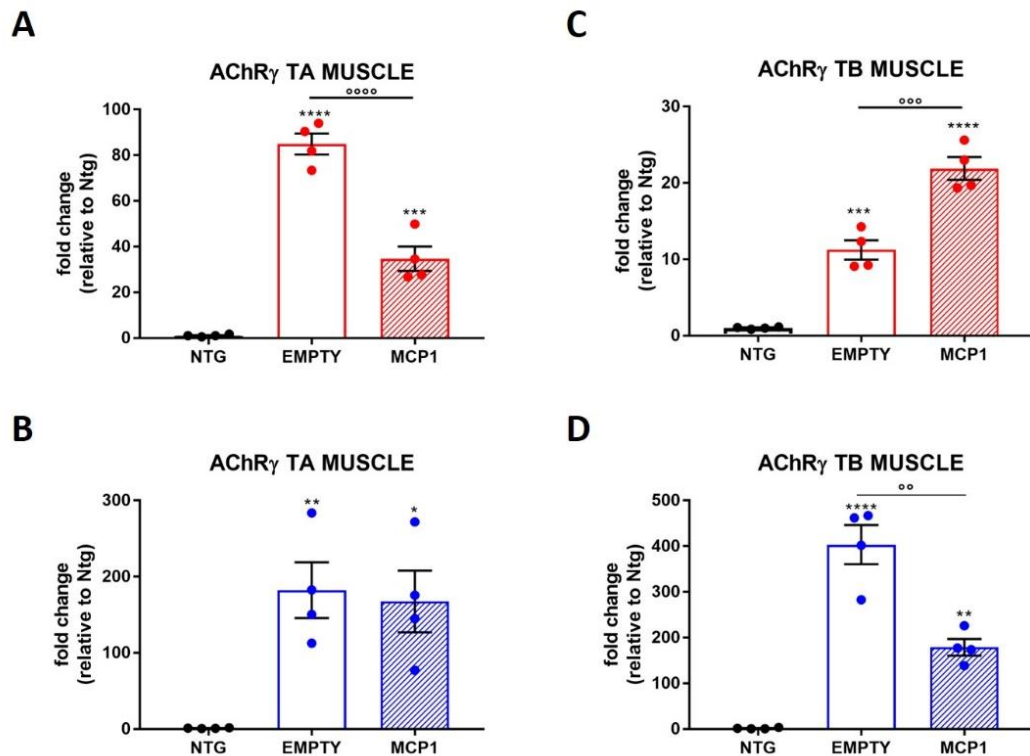 A
AChRγ TA MUSCLE
°°°°
****
***
fold change
(relative to Ntg)
100
80
60
40
20
0
NTG EMPTY MCP1
C
AChRγ TB MUSCLE
°°°
****
***
fold change
(relative to Ntg)
30
20
10
0
NTG EMPTY MCP1
B
AChRγ TA MUSCLE
**
*
fold change
(relative to Ntg)
300
200
100
0
NTG EMPTY MCP1
D
AChRγ TB MUSCLE
°°
****
**
fold change
(relative to Ntg)
500
400
300
200
100
0
NTG EMPTY MCP1